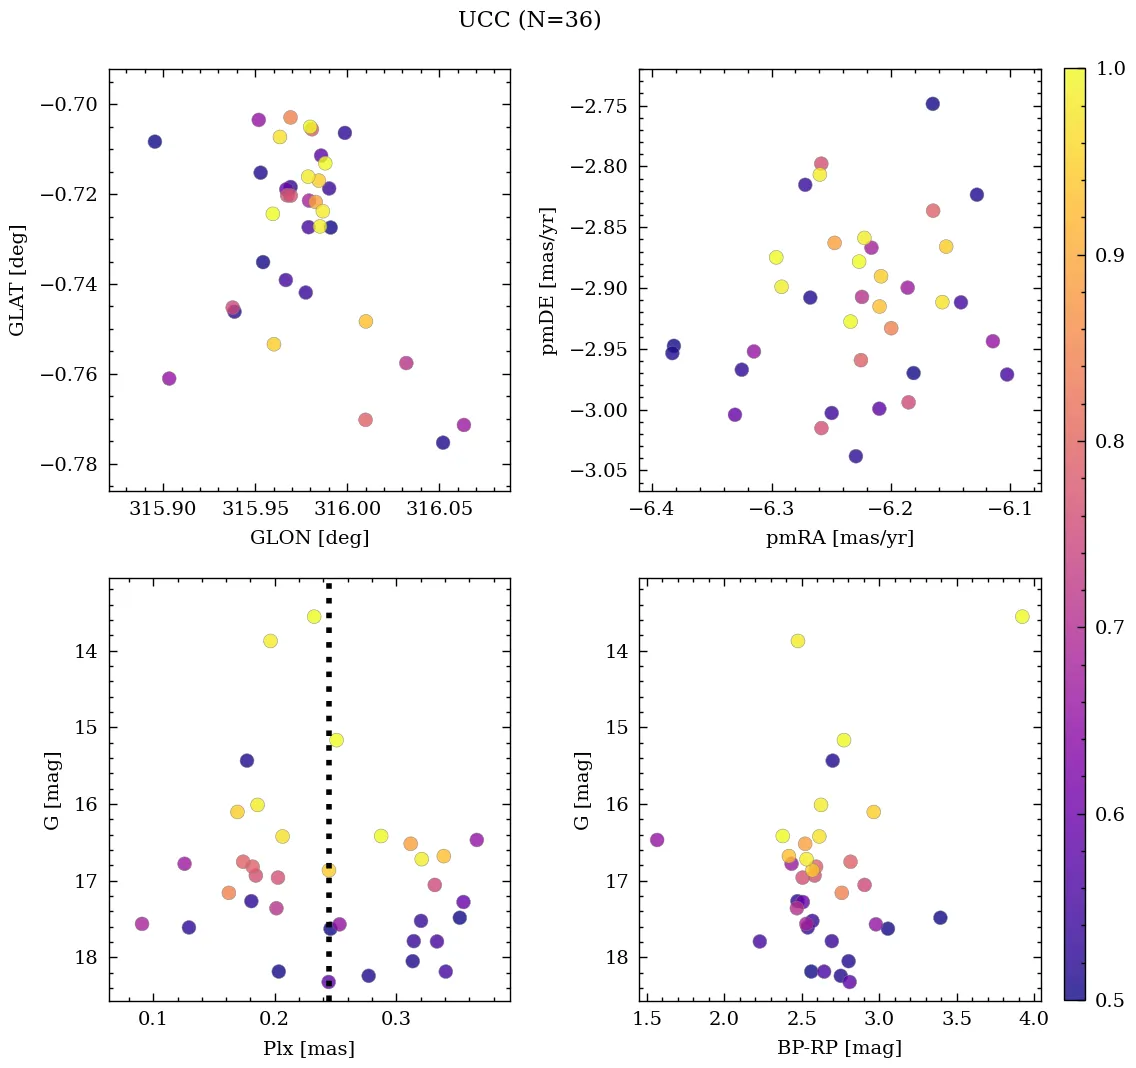 UCC (N=36)
−0.70
−0.72
−0.74
−0.76
−0.78
GLAT [deg]
315.90 315.95 316.00 316.05
GLON [deg]
−2.75
−2.80
−2.85
−2.90
−2.95
−3.00
−3.05
pmDE [mas/yr]
−6.4 −6.3 −6.2 −6.1
pmRA [mas/yr]
14
15
16
17
18
G [mag]
0.1 0.2 0.3
Plx [mas]
14
15
16
17
18
G [mag]
1.5 2.0 2.5 3.0 3.5 4.0
BP-RP [mag]
1.0
0.9
0.8
0.7
0.6
0.5